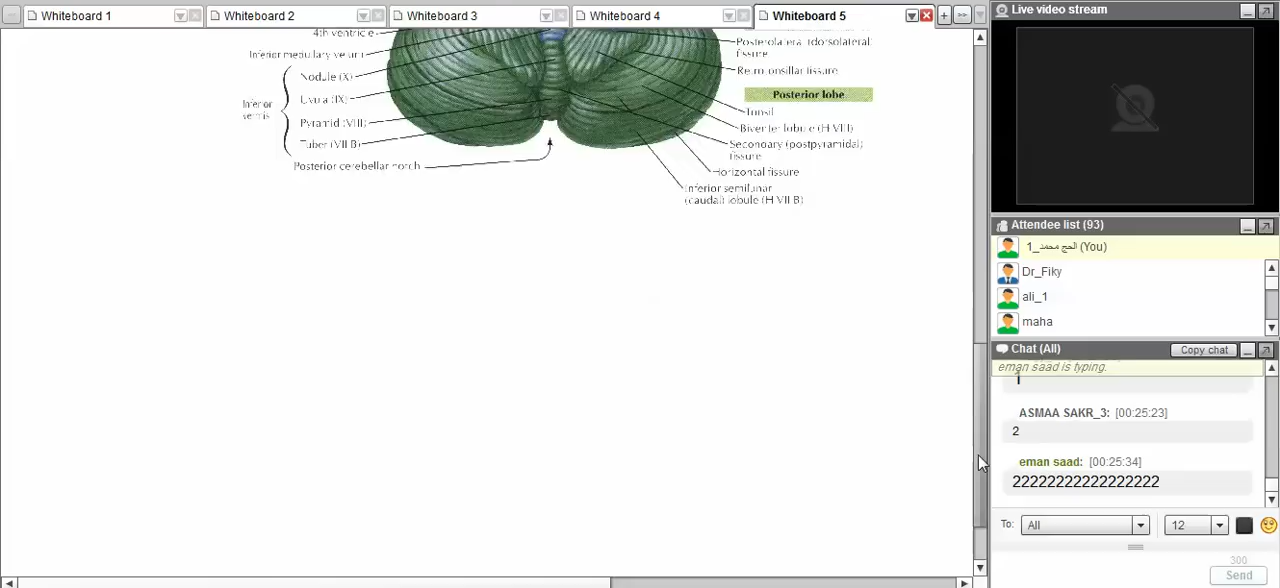 Whiteboard 1
Whiteboard 2
Whiteboard 3
Whiteboard 4
Whiteboard 5
Live video stream
4th ventricle
Inferior medullary velum
Nodule (X)
Uvula (IX)
Inferior
vermis
Pyramid (VIII)
Tuber (VII B)
Posterior cerebellar notch
Posterolateral (dorsolateral)
fissure
Retrotonsillar fissure
Posterior lobe
Tonsil
Biventer lobule (H VIII)
Secondary (postpyramidal)
fissure
Horizontal fissure
Inferior semilunar
(caudal) lobule (H VII B)
Attendee list (93)
الحج محمد_1 (You)
Dr_Fiky
ali_1
maha
Chat (All)
Copy chat
eman saad is typing.
1
ASMAA SAKR_3: [00:25:23]
2
eman saad: [00:25:34]
22222222222222222
To: All 12
300
Send